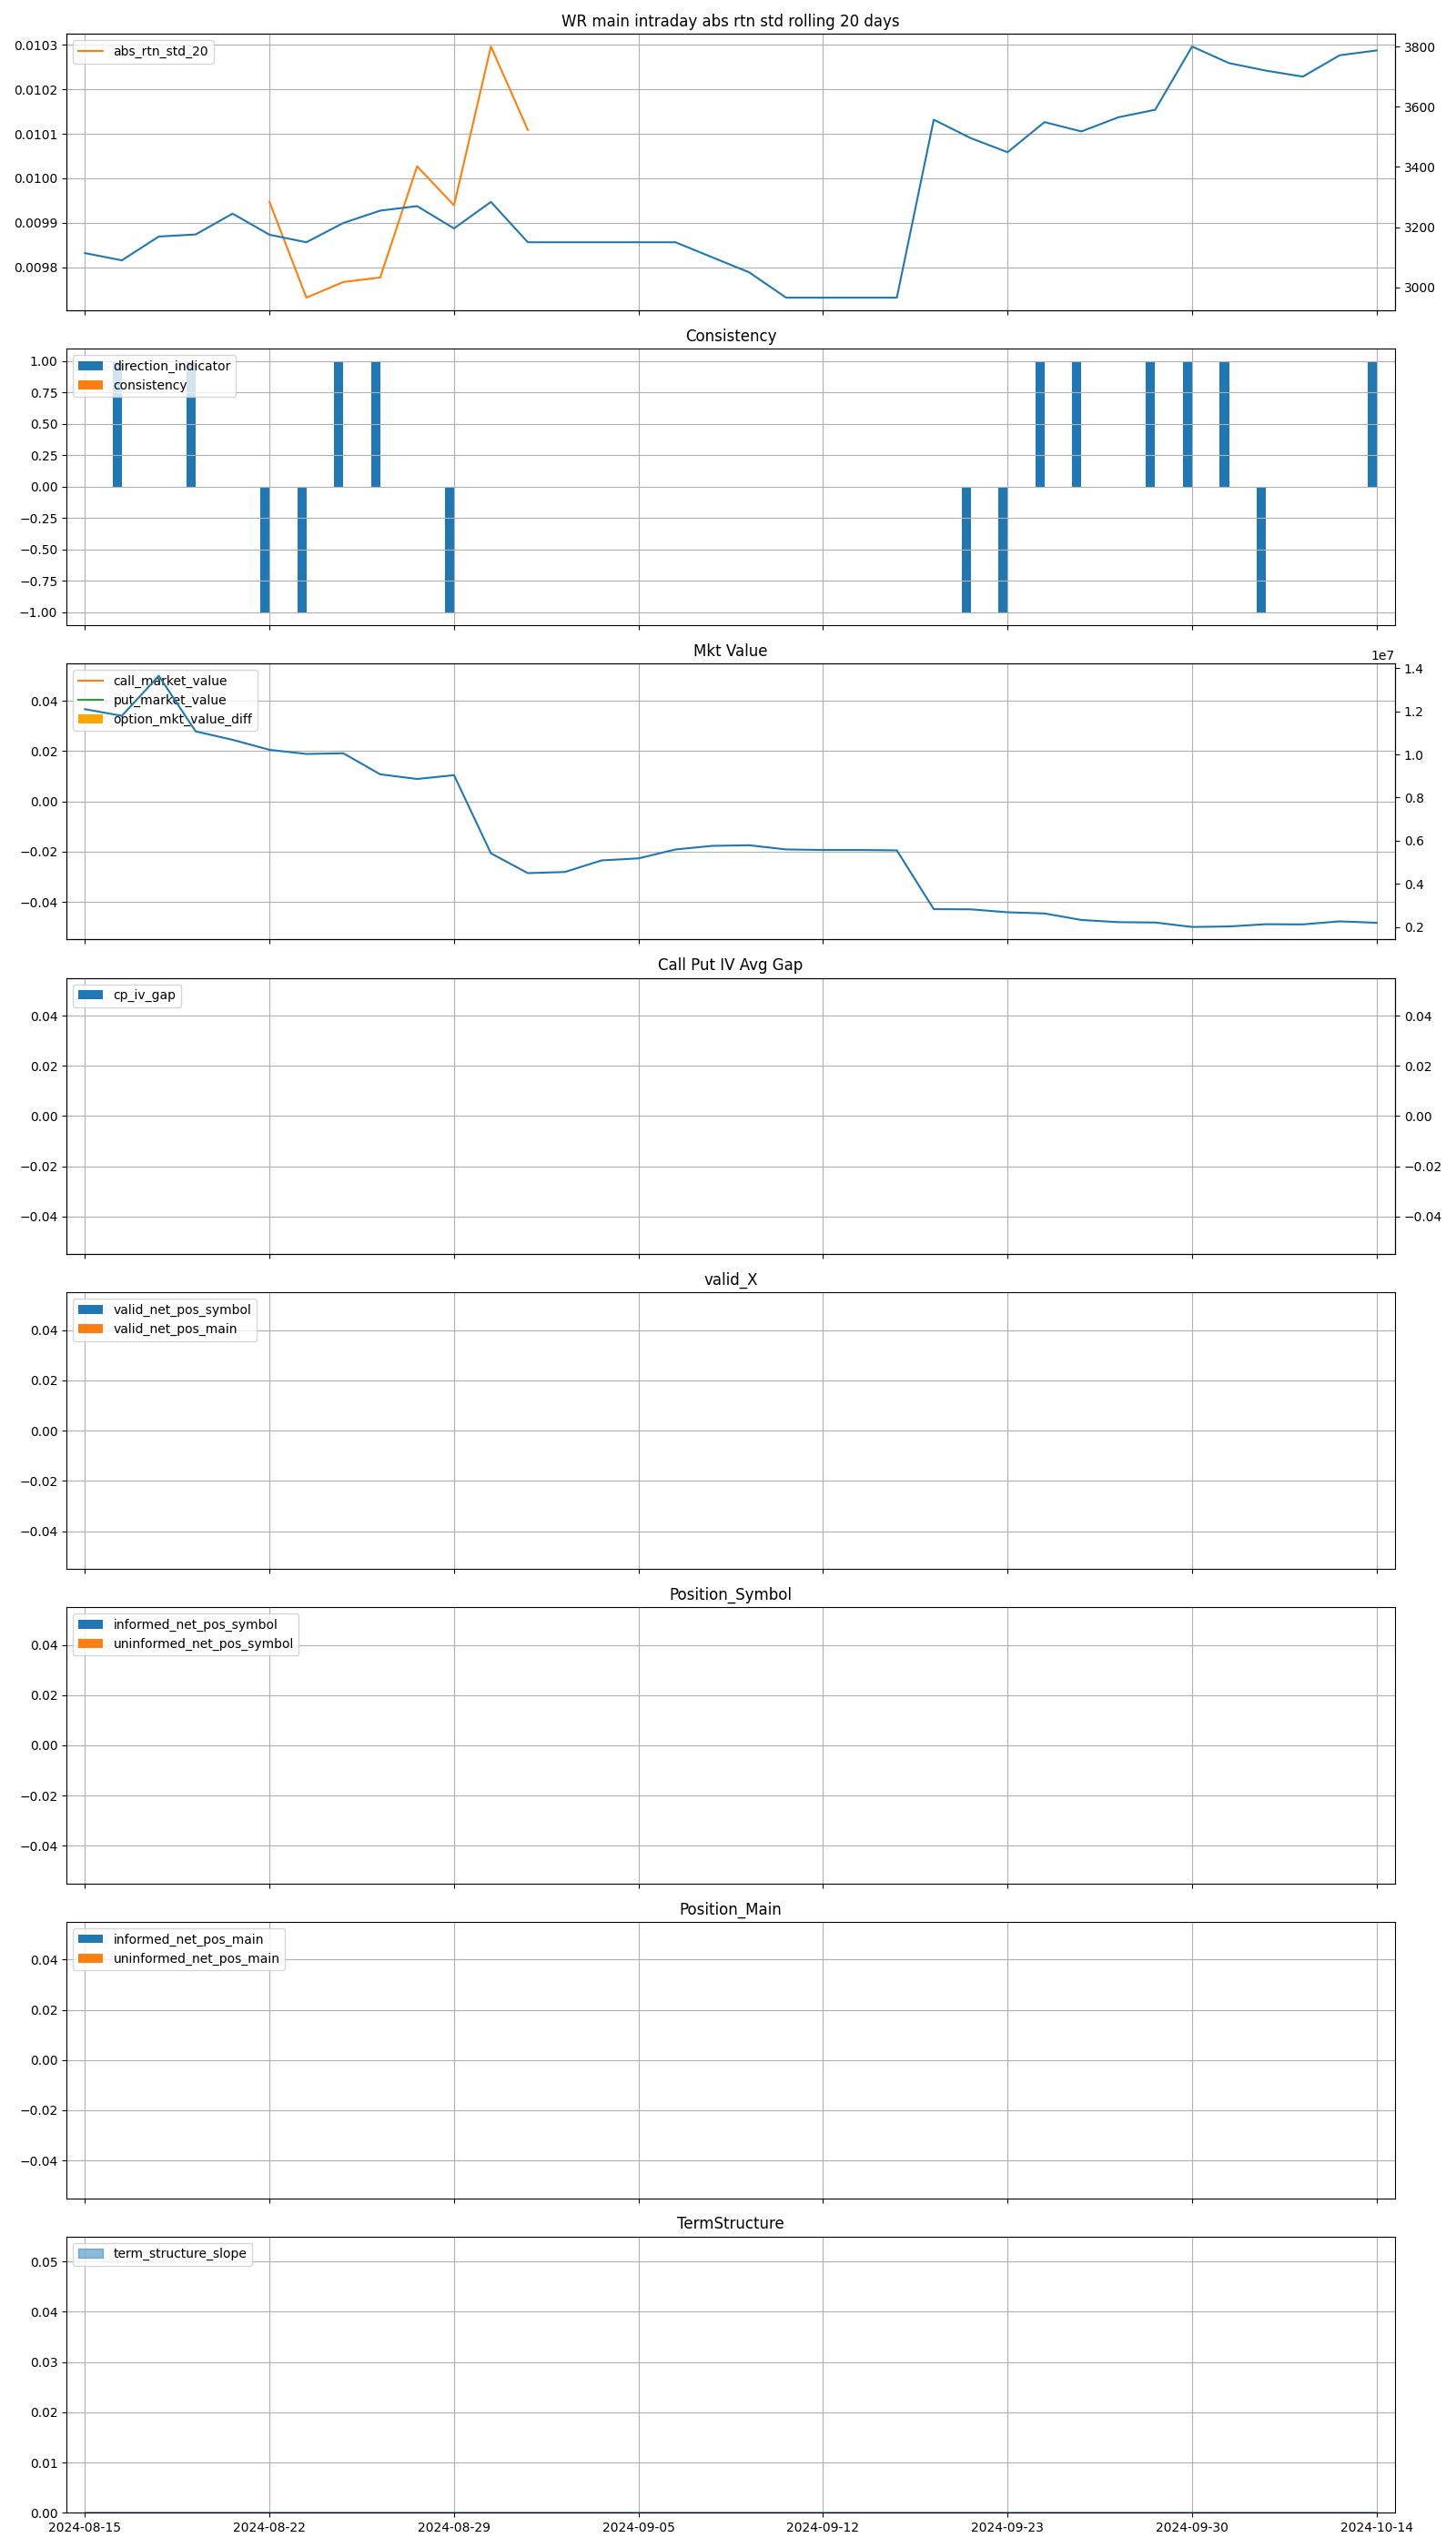 WR main intraday abs rtn std rolling 20 days
abs_rtn_std_20
0.0103
0.0102
0.0101
0.0100
0.0099
0.0098
3800
3600
3400
3200
3000
Consistency
direction_indicator
consistency
1.00
0.75
0.50
0.25
0.00
−0.25
−0.50
−0.75
−1.00
Mkt Value
1e7
call_market_value
put_market_value
option_mkt_value_diff
0.04
0.02
0.00
−0.02
−0.04
1.4
1.2
1.0
0.8
0.6
0.4
0.2
Call Put IV Avg Gap
cp_iv_gap
0.04
0.02
0.00
−0.02
−0.04
0.04
0.02
0.00
−0.02
−0.04
valid_X
valid_net_pos_symbol
valid_net_pos_main
0.04
0.02
0.00
−0.02
−0.04
Position_Symbol
informed_net_pos_symbol
uninformed_net_pos_symbol
0.04
0.02
0.00
−0.02
−0.04
Position_Main
informed_net_pos_main
uninformed_net_pos_main
0.04
0.02
0.00
−0.02
−0.04
TermStructure
term_structure_slope
0.05
0.04
0.03
0.02
0.01
0.00
2024-08-15 2024-08-22 2024-08-29 2024-09-05 2024-09-12 2024-09-23 2024-09-30 2024-10-14